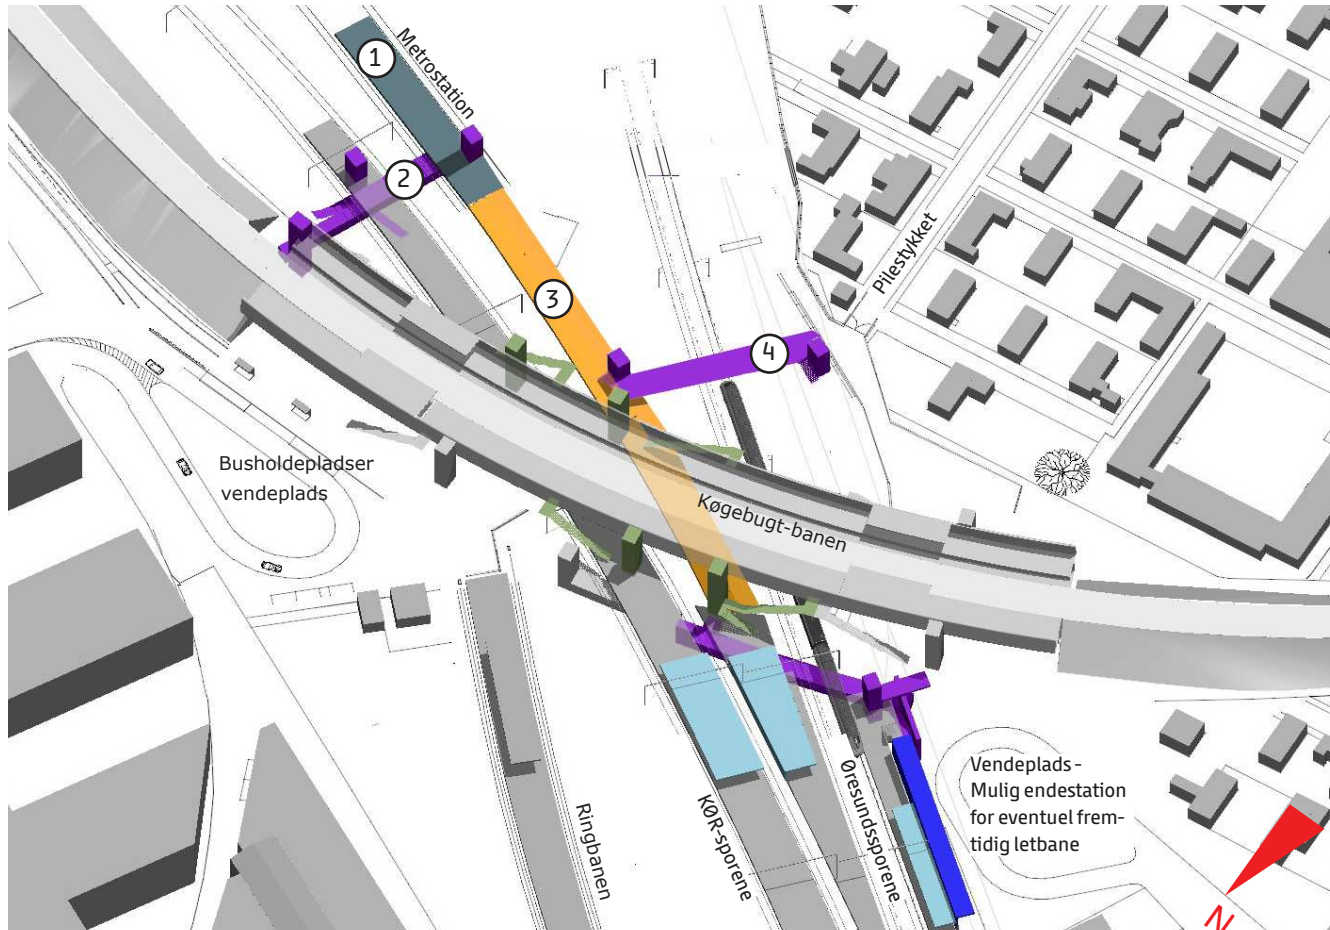 1
Metrostation
2
3
4
Pilestykket
Busholdepladser
vendeplads
Køgebugt-banen
Ringbanen
KØR-sporene
Øresundssporene
Vendeplads -
Mulig endestation
for eventuel frem-
tidig letbane
N